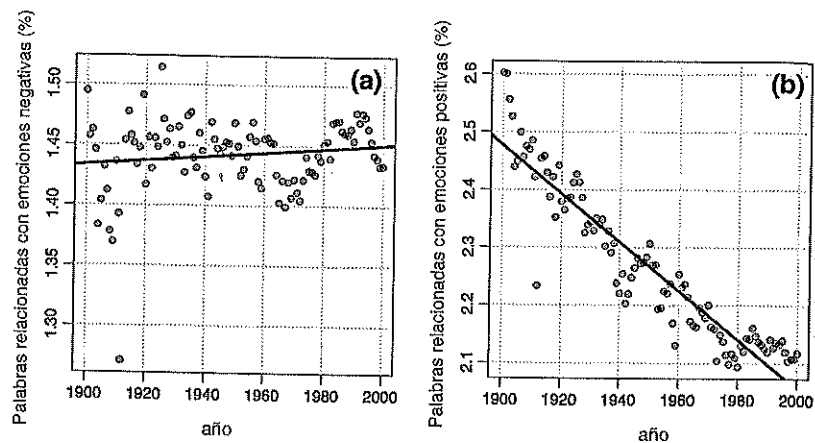 Palabras relacionadas con emociones negativas (%)
1.50
1.45
1.40
1.35
1.30
(a)
1900 1920 1940 1960 1980 2000
año
Palabras relacionadas con emociones positivas (%)
2.6
2.5
2.4
2.3
2.2
2.1
(b)
1900 1920 1940 1960 1980 2000
año